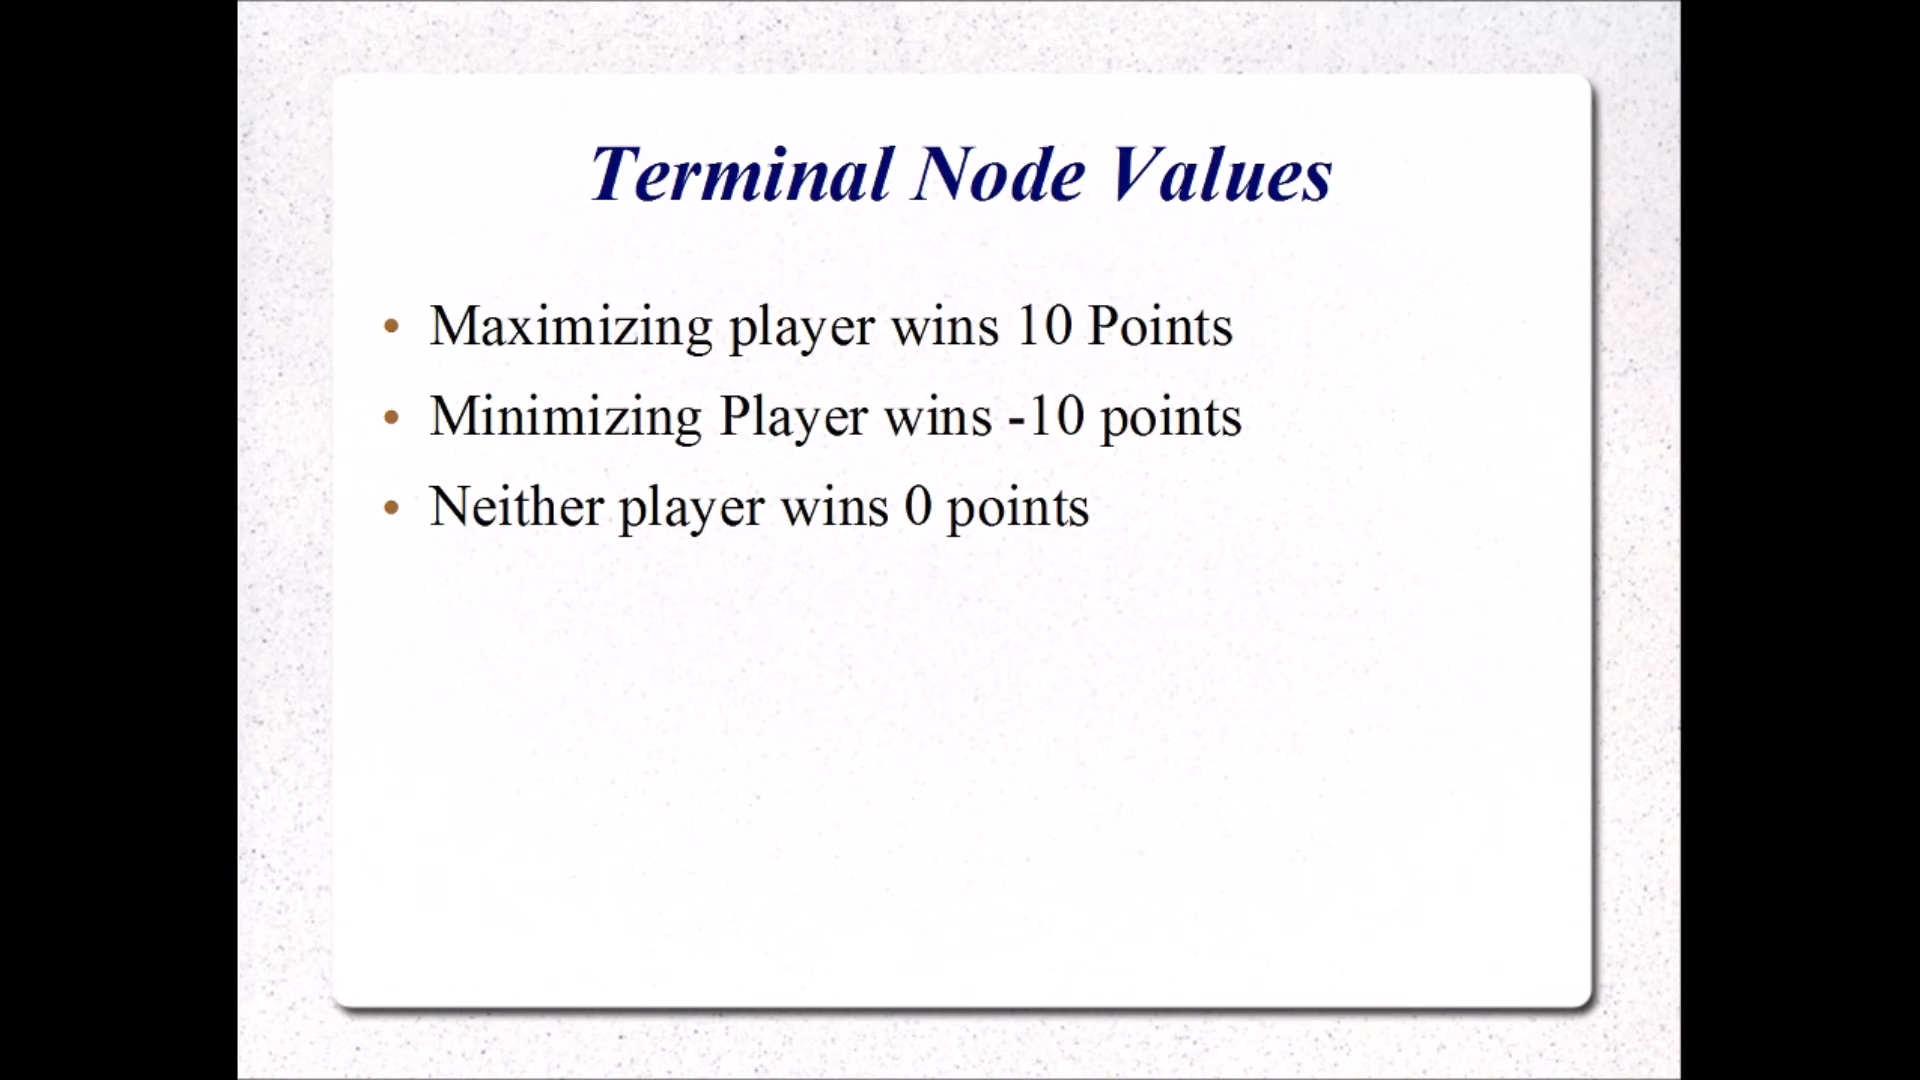 Terminal Node Values
• Maximizing player wins 10 Points
• Minimizing Player wins -10 points
• Neither player wins 0 points